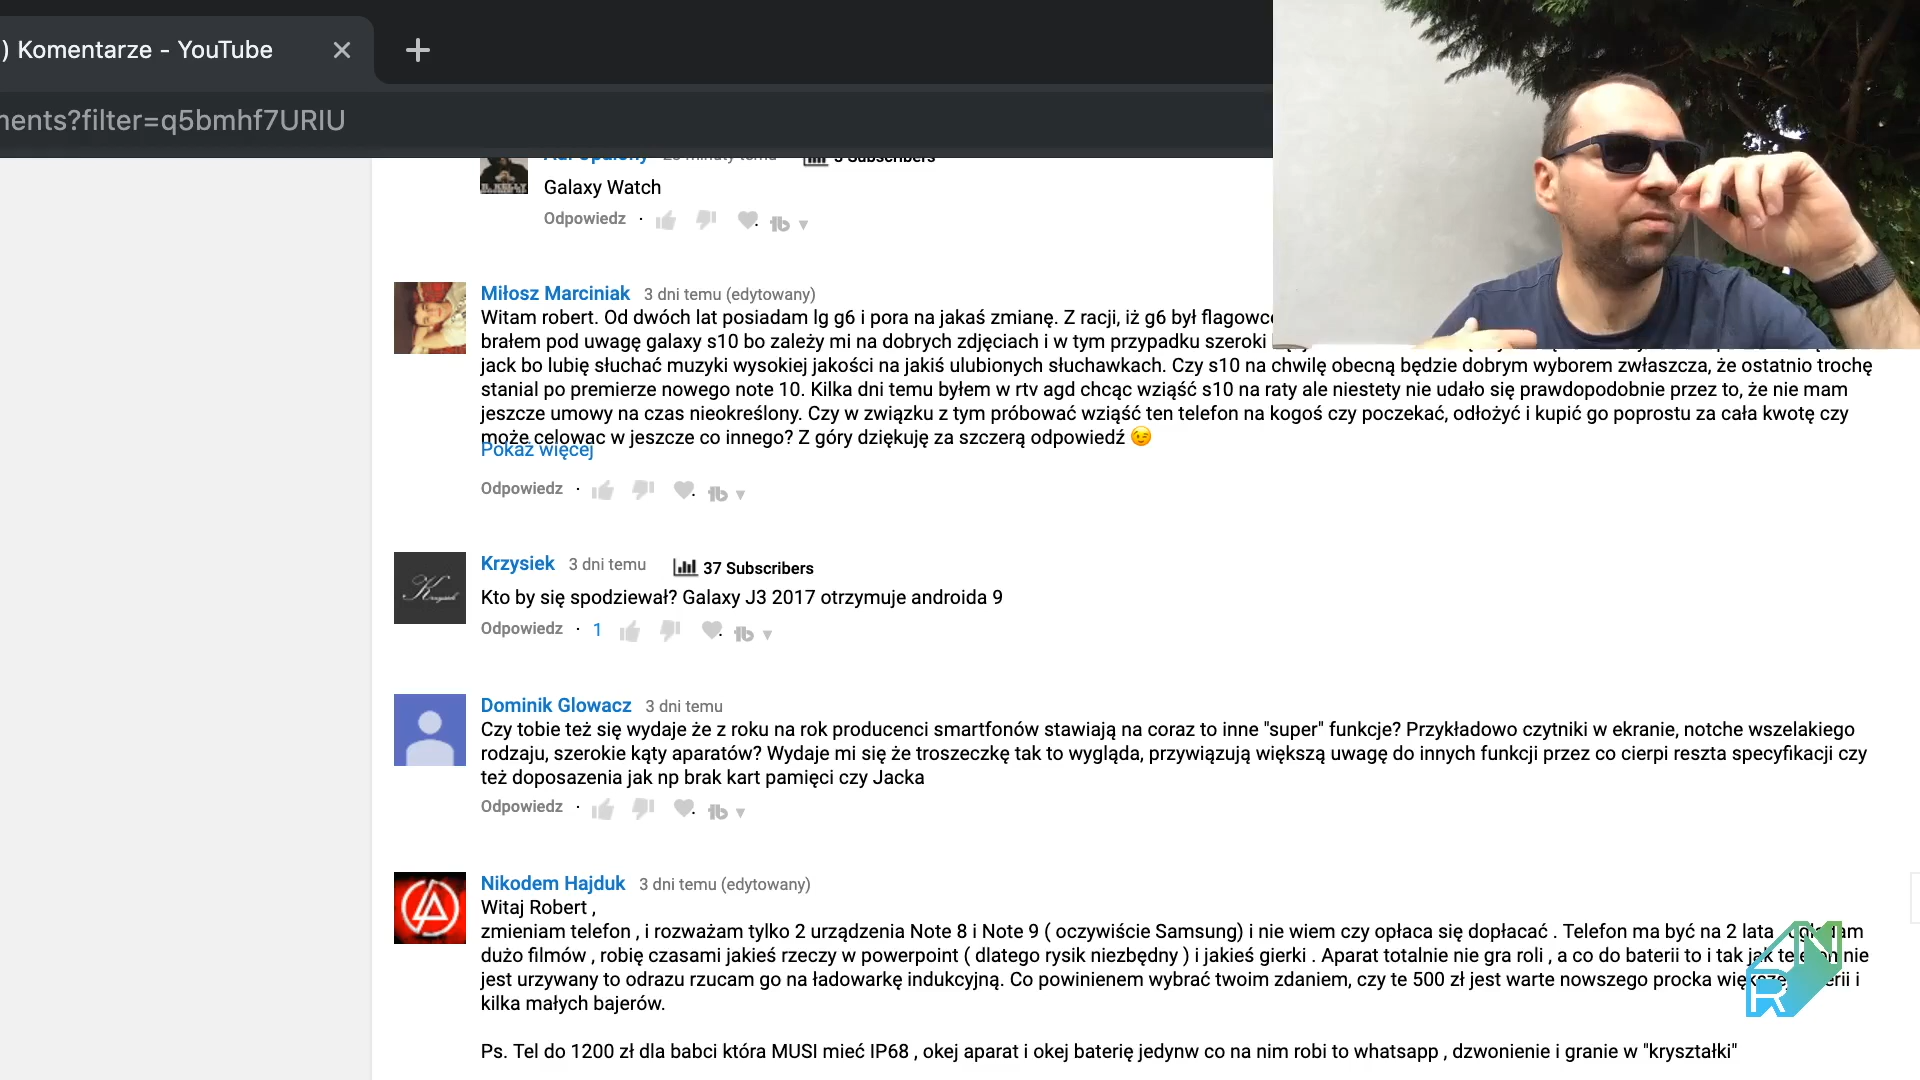 ) Komentarze - YouTube
ments?filter=q5bmhf7URIU
Galaxy Watch
Odpowiedz
Miłosz Marciniak 3 dni temu (edytowany)
Witam robert. Od dwóch lat posiadam lg g6 i pora na jakaś zmianę. Z racji, iż g6 był
brałem pod uwagę galaxy s10 bo zależy mi na dobrych zdjęciach i w tym przypadku szeroki
jack bo lubię słuchać muzyki wysokiej jakości na jakiś ulubionych słuchawkach. Czy s10 na chwilę obecną będzie dobrym wyborem zwłaszcza, że ostatnio trochę
staniał po premierze nowego note 10. Kilka dni temu byłem w rtv agd chcąc wziąść s10 na raty ale niestety nie udało się prawdopodobnie przez to, że nie mam
jeszcze umowy na czas nieokreślony. Czy w związku z tym próbować wziąść ten telefon na kogoś czy poczekać, odłożyć i kupić go poprostu za cała kwotę czy
może celowac w jeszcze co innego? Z góry dziękuję za szczerą odpowiedź 😉
Pokaż więcej
Odpowiedz
Krzysiek 3 dni temu 37 Subscribers
Kto by się spodziewał? Galaxy J3 2017 otrzymuje androida 9
Odpowiedz · 1
Dominik Glowacz 3 dni temu
Czy tobie też się wydaje że z roku na rok producenci smartfonów stawiają na coraz to inne "super" funkcje? Przykładowo czytniki w ekranie, notche wszelakiego
rodzaju, szerokie kąty aparatów? Wydaje mi się że troszeczkę tak to wygląda, przywiązują większą uwagę do innych funkcji przez co cierpi reszta specyfikacji czy
też doposazenia jak np brak kart pamięci czy Jacka
Odpowiedz
Nikodem Hajduk 3 dni temu (edytowany)
Witaj Robert ,
zmieniam telefon , i rozważam tylko 2 urządzenia Note 8 i Note 9 ( oczywiście Samsung) i nie wiem czy opłaca się dopłacać . Telefon ma być na 2 lata
dużo filmów , robię czasami jakieś rzeczy w powerpoint ( dlatego rysik niezbędny ) i jakieś gierki . Aparat totalnie nie gra roli , a co do baterii to i tak jak telefon nie
jest urzywany to odrazu rzucam go na ładowarkę indukcyjną. Co powinienem wybrać twoim zdaniem, czy te 500 zł jest warte nowszego procka i
kilka małych bajerów.
Ps. Tel do 1200 zł dla babci która MUSI mieć IP68 , okej aparat i okej baterię jedynw co na nim robi to whatsapp , dzwonienie i granie w "kryształki"